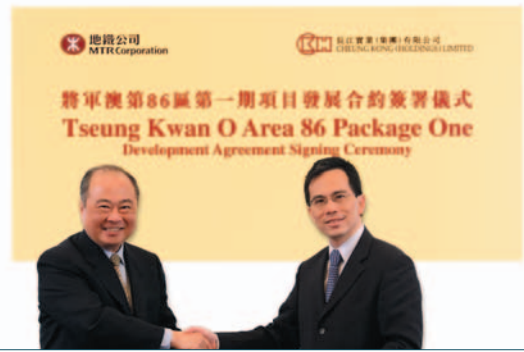 地鐵公司
MTR Corporation
長江實業(集團)有限公司
CHEUNG KONG (HOLDINGS) LIMITED
將軍澳第86區第一期項目發展合約簽署儀式
Tseung Kwan O Area 86 Package One
Development Agreement Signing Ceremony